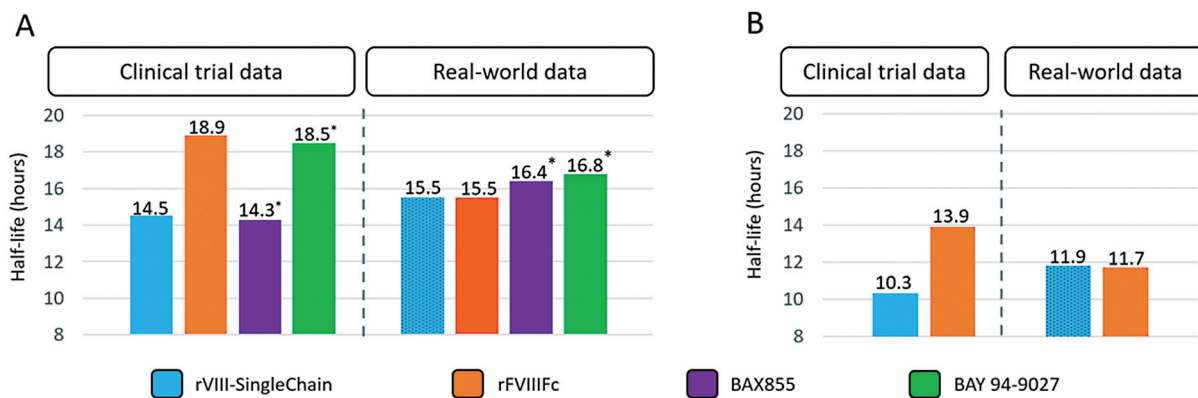 A
B
Clinical trial data
Real-world data
Clinical trial data
Real-world data
Half-life (hours)
20
18
16
14
12
10
8
14.5
18.9
14.3*
18.5*
15.5
15.5
16.4*
16.8*
Half-life (hours)
20
18
16
14
12
10
8
10.3
13.9
11.9
11.7
rVIII-SingleChain
rFVIIIFc
BAX855
BAY 94-9027